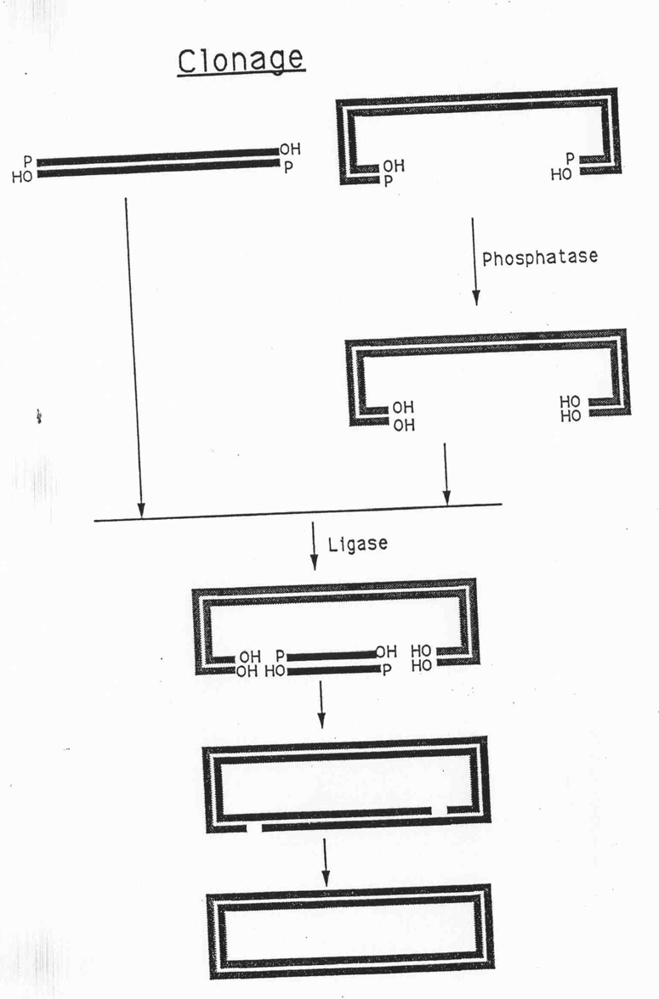 Clonage
P OH
HO P
OH P
P HO
Phosphatase
OH HO
OH HO
Ligase
OH P OH HO
OH HO P HO